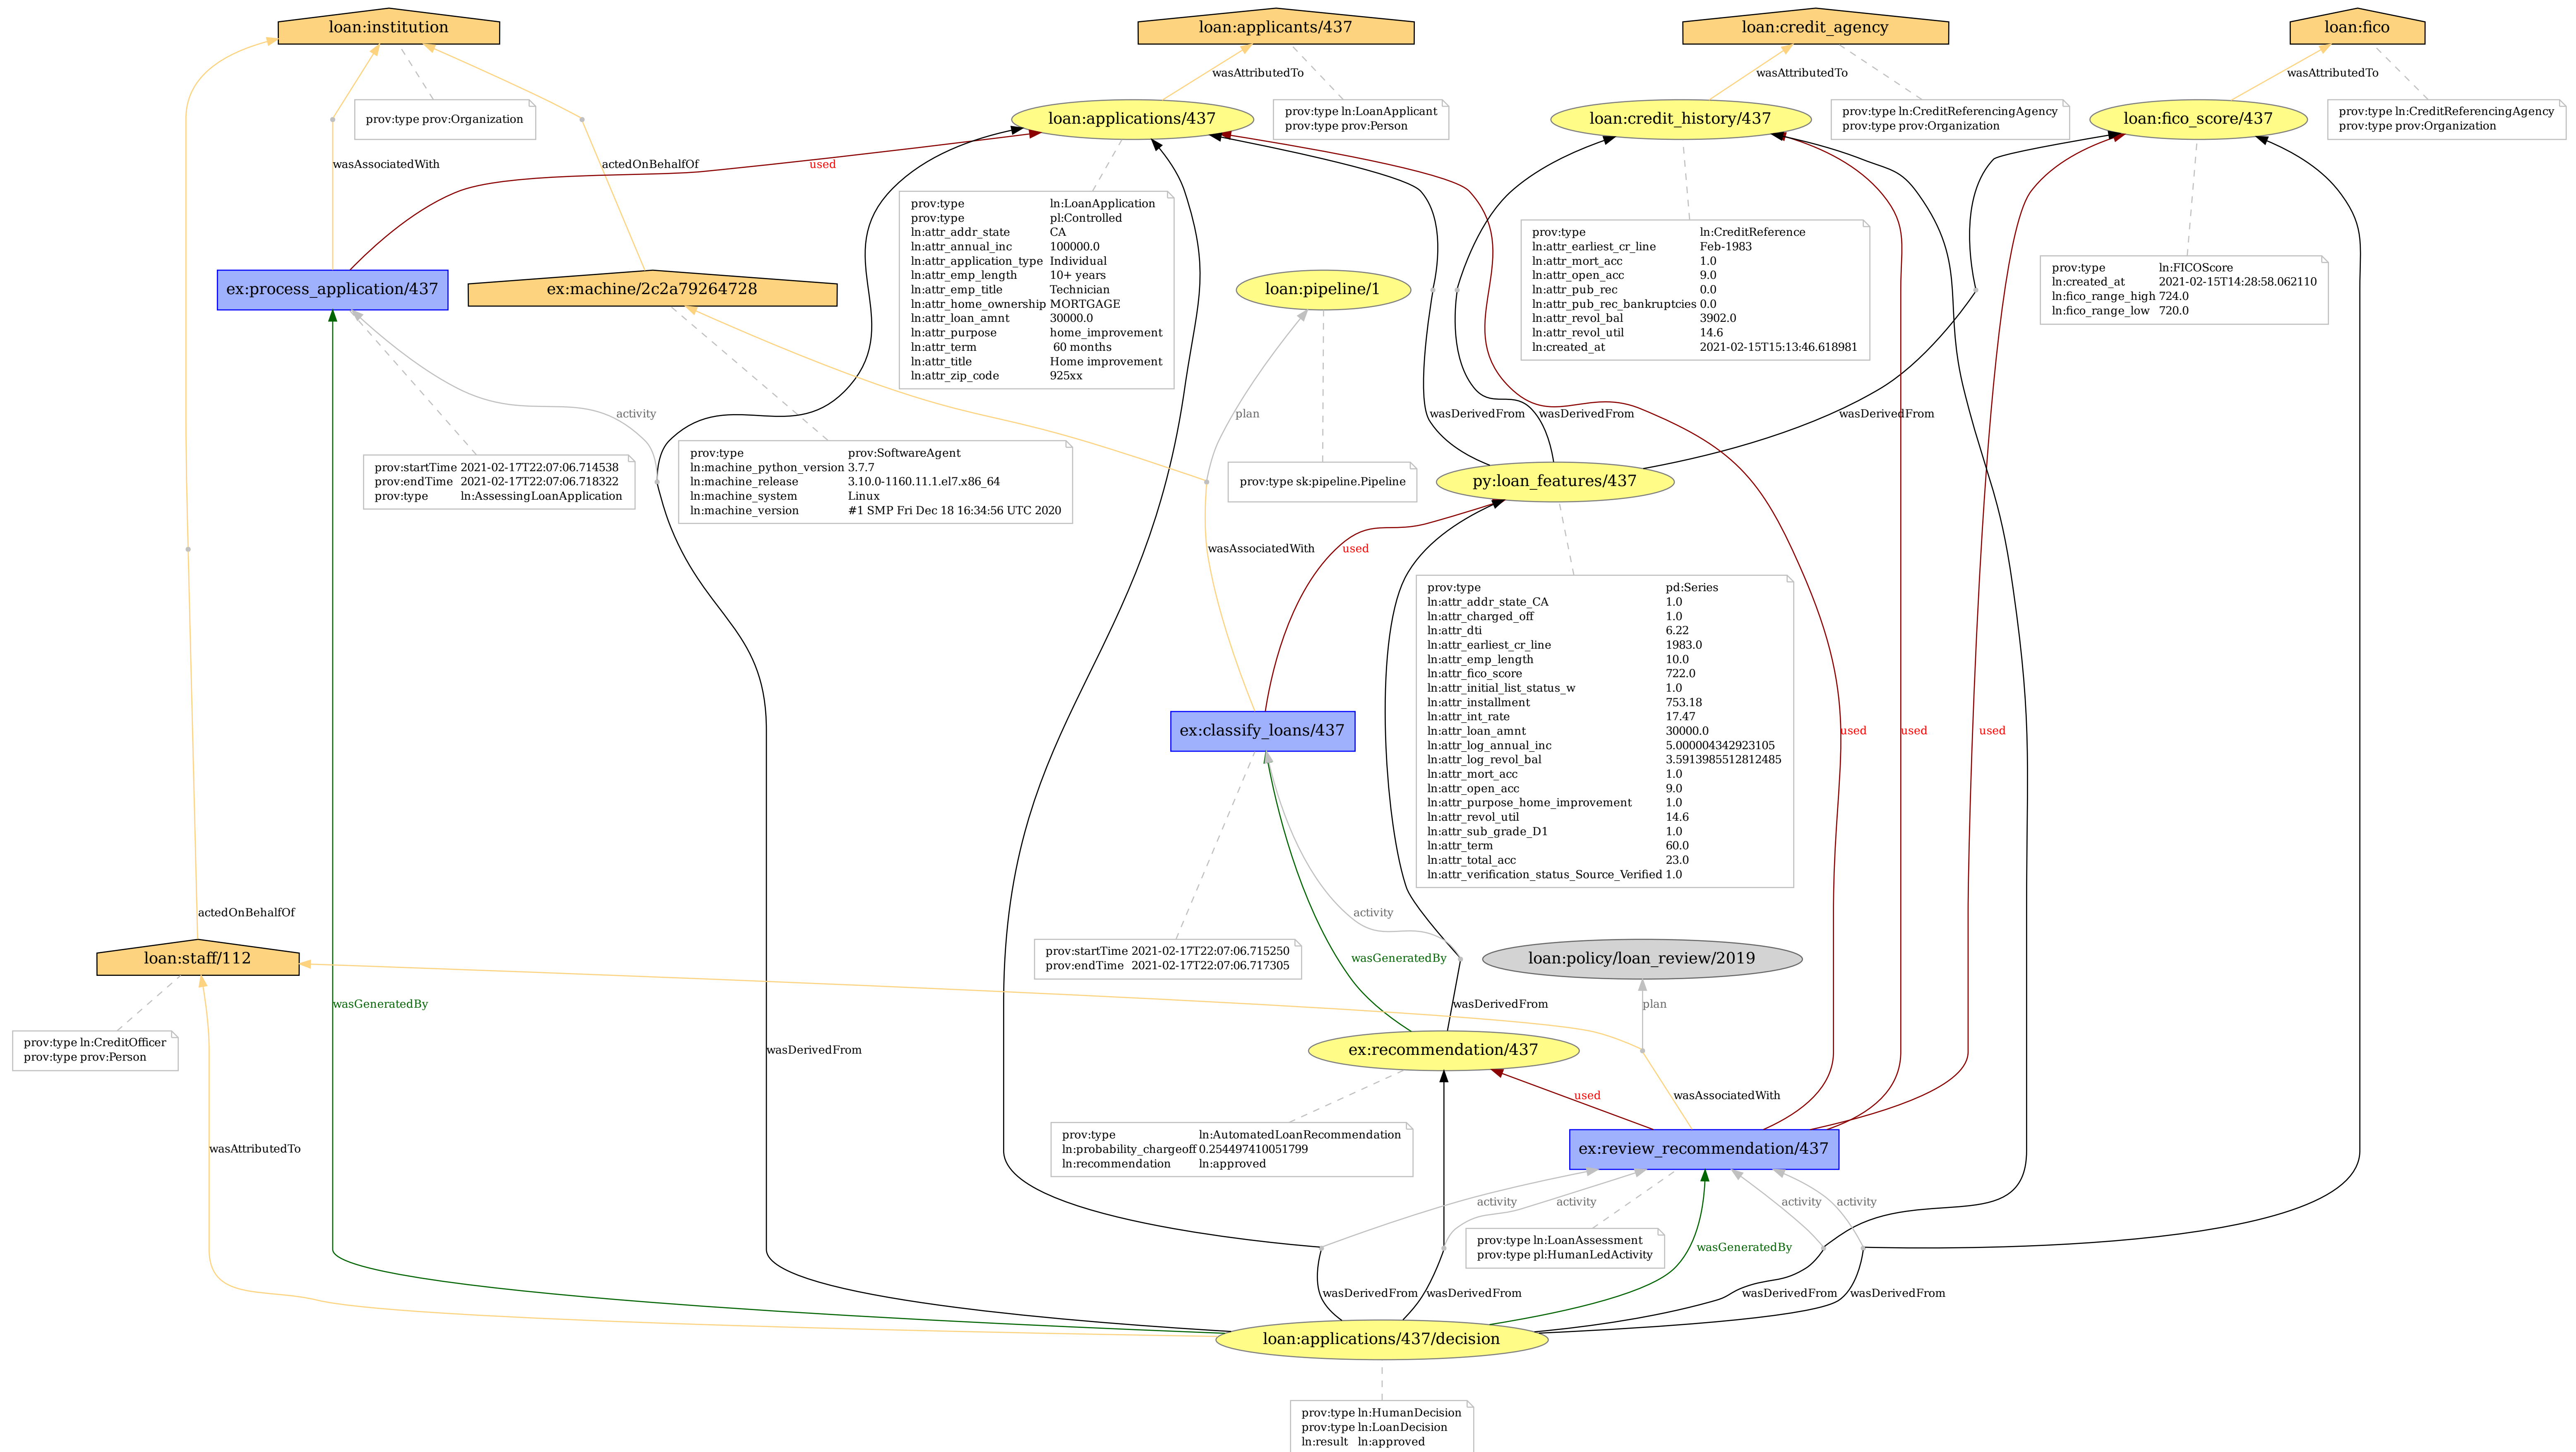 loan:institution
loan:applicants/437
loan:credit_agency
loan:fico
wasAttributedTo
wasAttributedTo
wasAttributedTo
prov:type prov:Organization
loan:applications/437
prov:type ln:LoanApplicant
prov:type prov:Person
loan:credit_history/437
prov:type ln:CreditReferencingAgency
prov:type prov:Organization
loan:fico_score/437
prov:type ln:CreditReferencingAgency
prov:type prov:Organization
wasAssociatedWith
actedOnBehalfOf
used
prov:type ln:LoanApplication
prov:type pl:Controlled
ln:attr_addr_state CA
ln:attr_annual_inc 100000.0
ln:attr_application_type Individual
ln:attr_emp_length 10+ years
ln:attr_emp_title Technician
ln:attr_home_ownership MORTGAGE
ln:attr_loan_amnt 30000.0
ln:attr_purpose home_improvement
ln:attr_term 60 months
ln:attr_title Home improvement
ln:attr_zip_code 925xx
prov:type ln:CreditReference
ln:attr_earliest_cr_line Feb-1983
ln:attr_mort_acc 1.0
ln:attr_open_acc 9.0
ln:attr_pub_rec 0.0
ln:attr_pub_rec_bankruptcies 0.0
ln:attr_revol_bal 3902.0
ln:attr_revol_util 14.6
ln:created_at 2021-02-15T15:13:46.618981
prov:type ln:FICOScore
ln:created_at 2021-02-15T14:28:58.062110
ln:fico_range_high 724.0
ln:fico_range_low 720.0
ex:process_application/437
ex:machine/2c2a79264728
loan:pipeline/1
activity
plan
wasDerivedFrom
wasDerivedFrom
wasDerivedFrom
prov:startTime 2021-02-17T22:07:06.714538
prov:endTime 2021-02-17T22:07:06.718322
prov:type ln:AssessingLoanApplication
prov:type prov:SoftwareAgent
ln:machine_python_version 3.7.7
ln:machine_release 3.10.0-1160.11.1.el7.x86_64
ln:machine_system Linux
ln:machine_version #1 SMP Fri Dec 18 16:34:56 UTC 2020
prov:type sk:pipeline.Pipeline
py:loan_features/437
wasAssociatedWith
used
prov:type pd:Series
ln:attr_addr_state_CA 1.0
ln:attr_charged_off 1.0
ln:attr_dti 6.22
ln:attr_earliest_cr_line 1983.0
ln:attr_emp_length 10.0
ln:attr_fico_score 722.0
ln:attr_initial_list_status_w 1.0
ln:attr_installment 753.18
ln:attr_int_rate 17.47
ln:attr_loan_amnt 30000.0
ln:attr_log_annual_inc 5.000004342923105
ln:attr_log_revol_bal 3.5913985512812485
ln:attr_mort_acc 1.0
ln:attr_open_acc 9.0
ln:attr_purpose_home_improvement 1.0
ln:attr_revol_util 14.6
ln:attr_sub_grade_D1 1.0
ln:attr_term 60.0
ln:attr_total_acc 23.0
ln:attr_verification_status_Source_Verified 1.0
ex:classify_loans/437
used
used
used
actedOnBehalfOf
activity
loan:staff/112
prov:startTime 2021-02-17T22:07:06.715250
prov:endTime 2021-02-17T22:07:06.717305
wasGeneratedBy
loan:policy/loan_review/2019
wasGeneratedBy
wasDerivedFrom
plan
prov:type ln:CreditOfficer
prov:type prov:Person
wasDerivedFrom
ex:recommendation/437
used
wasAssociatedWith
wasAttributedTo
prov:type ln:AutomatedLoanRecommendation
ln:probability_chargeoff 0.254497410051799
ln:recommendation ln:approved
ex:review_recommendation/437
activity
activity
activity
activity
prov:type ln:LoanAssessment
prov:type pl:HumanLedActivity
wasGeneratedBy
wasDerivedFrom
wasDerivedFrom
wasDerivedFrom
wasDerivedFrom
loan:applications/437/decision
prov:type ln:HumanDecision
prov:type ln:LoanDecision
ln:result ln:approved